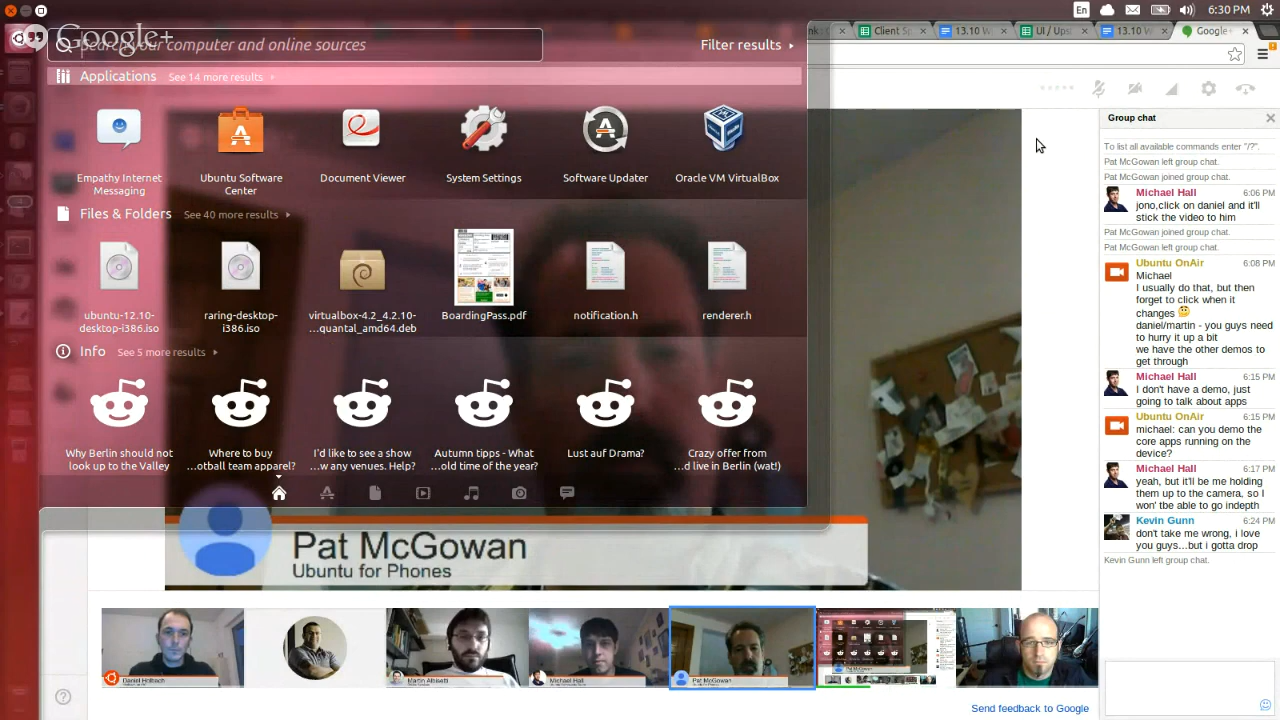 En
6:30 PM
Google+
Search your computer and online sources
Filter results
Applications See 14 more results
Empathy Internet
Messaging
Ubuntu Software
Center
Document Viewer
System Settings
Software Updater
Oracle VM VirtualBox
Files & Folders See 40 more results
ubuntu-12.10-
desktop-i386.iso
raring-desktop-
i386.iso
virtualbox-4.2_4.2.10-
...quantal_amd64.deb
BoardingPass.pdf
notification.h
renderer.h
Info See 5 more results
Why Berlin should not
look up to the Valley
Where to buy
...otball team apparel?
I'd like to see a show
...w any venues. Help?
Autumn tipps - What
...old time of the year?
Lust auf Drama?
Crazy offer from
...d live in Berlin (wat!)
Pat McGowan
Ubuntu for Phones
Daniel Holbach
Martin Albisetti
Michael Hall
Pat McGowan
Client Sp
13.10 W
UI / Ups
13.10 W
Google+
Group chat
To list all available commands enter "/?".
Pat McGowan left group chat.
Pat McGowan joined group chat.
Michael Hall 6:06 PM
jono,click on daniel and it'll
stick the video to him
Pat McGowan joined group chat.
Pat McGowan left group chat.
Ubuntu OnAir 6:08 PM
Michael
I usually do that, but then
forget to click when it
changes
daniel/martin - you guys need
to hurry it up a bit
we have the other demos to
get through
Michael Hall 6:15 PM
I don't have a demo, just
going to talk about apps
Ubuntu OnAir 6:15 PM
michael: can you demo the
core apps running on the
device?
Michael Hall 6:17 PM
yeah, but it'll be me holding
them up to the camera, so I
won' tbe able to go indepth
Kevin Gunn 6:24 PM
don't take me wrong, i love
you guys...but i gotta drop
Kevin Gunn left group chat.
Send feedback to Google